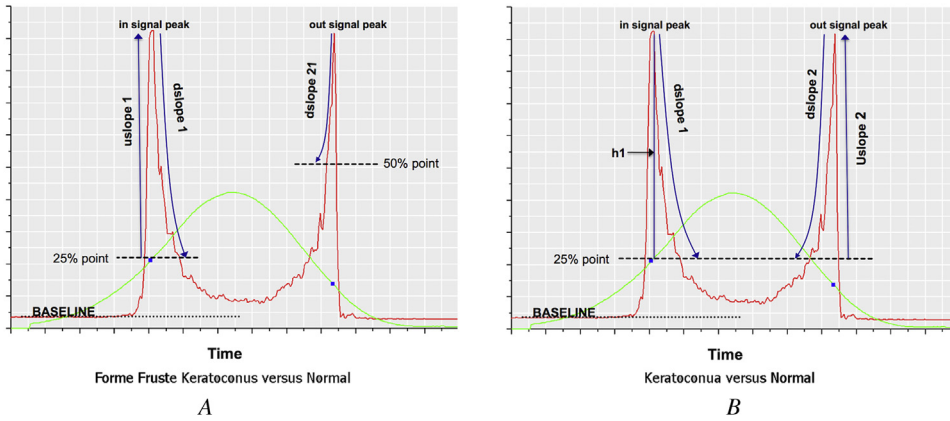 in signal peak
out signal peak
uslope 1
dslope 1
dslope 21
50% point
25% point
BASELINE
Time
Forme Fruste Keratoconus versus Normal
A
in signal peak
out signal peak
dslope 1
dslope 2
Uslope 2
h1
25% point
BASELINE
Time
Keratoconua versus Normal
B